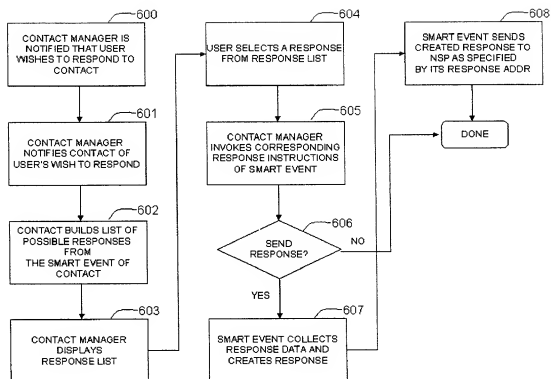 600
CONTACT MANAGER IS
NOTIFIED THAT USER
WISHES TO RESPOND TO
CONTACT
601
CONTACT MANAGER
NOTIFIES CONTACT OF
USER'S WISH TO RESPOND
602
CONTACT BUILDS LIST OF
POSSIBLE RESPONSES
FROM
THE SMART EVENT OF
CONTACT
603
CONTACT MANAGER
DISPLAYS
RESPONSE LIST
604
USER SELECTS A RESPONSE
FROM RESPONSE LIST
605
CONTACT MANAGER
INVOKES CORRESPONDING
RESPONSE INSTRUCTIONS
OF SMART EVENT
606
SEND
RESPONSE?
NO
YES
607
SMART EVENT COLLECTS
RESPONSE DATA AND
CREATES RESPONSE
608
SMART EVENT SENDS
CREATED RESPONSE TO
NSP AS SPECIFIED
BY ITS RESPONSE ADDR
DONE